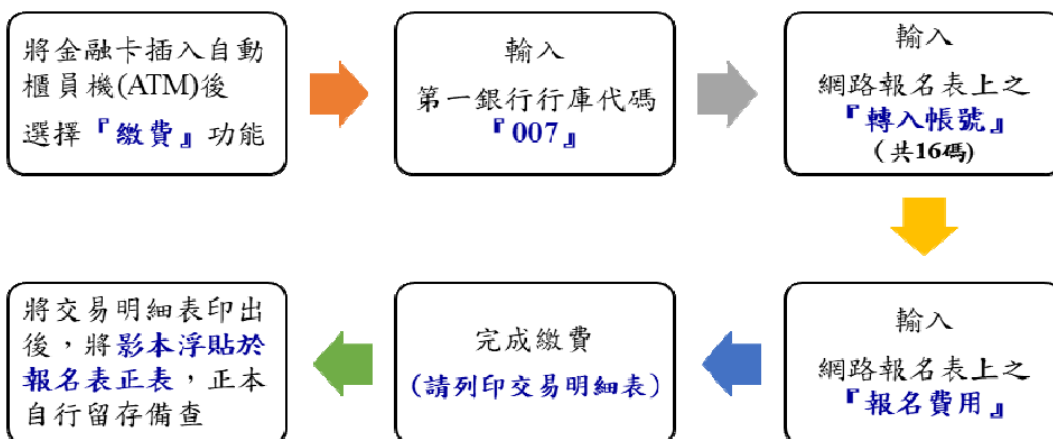 將金融卡插入自動
櫃員機(ATM)後
選擇『繳費』功能
輸入
第一銀行行庫代碼
『007』
輸入
網路報名表上之
『轉入帳號』
(共16碼)
輸入
網路報名表上之
『報名費用』
完成繳費
(請列印交易明細表)
將交易明細表印出
後，將影本浮貼於
報名表正表，正本
自行留存備查